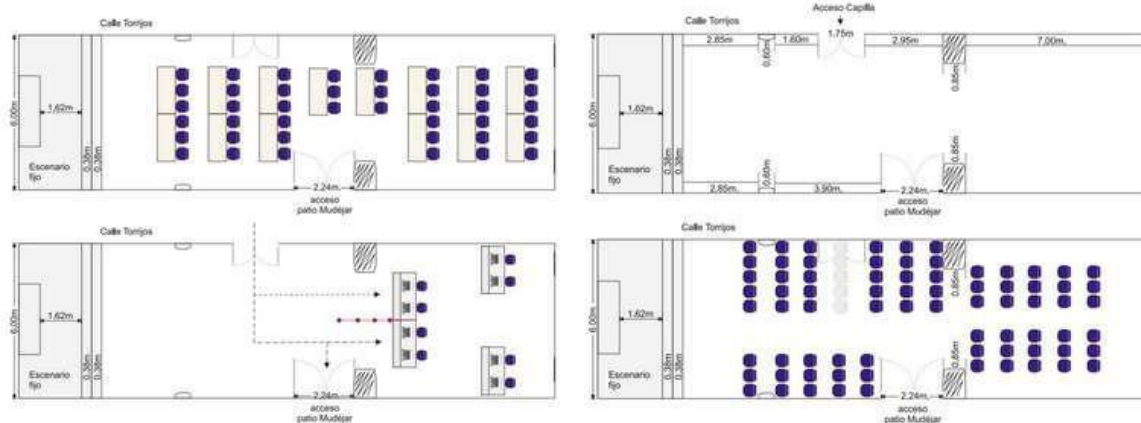 Calle Torrijos
6,00m
1,62m
Escenario
fijo
0,38m
0,38m
2.24m.
acceso
patio Mudéjar
Acceso Capilla
Calle Torrijos
1.75m
2.85m
0.60m
1.60m
2.95m
7.00m.
0.85m
6.00m
1,62m
Escenario
fijo
0.38m
0.38m
0.85m
0.60m
2.85m.
3.90m
2.24m.
acceso
patio Mudéjar
Calle Torrijos
6,00m
1,62m
Escenario
fijo
0.38m
0.38m
2.24m
acceso
patio Mudéjar
Calle Torrijos
0.85m
6.00m
1,62m
Escenario
fijo
0.38m
0.38m
0.85m
2.24m.
acceso
patio Mudéjar